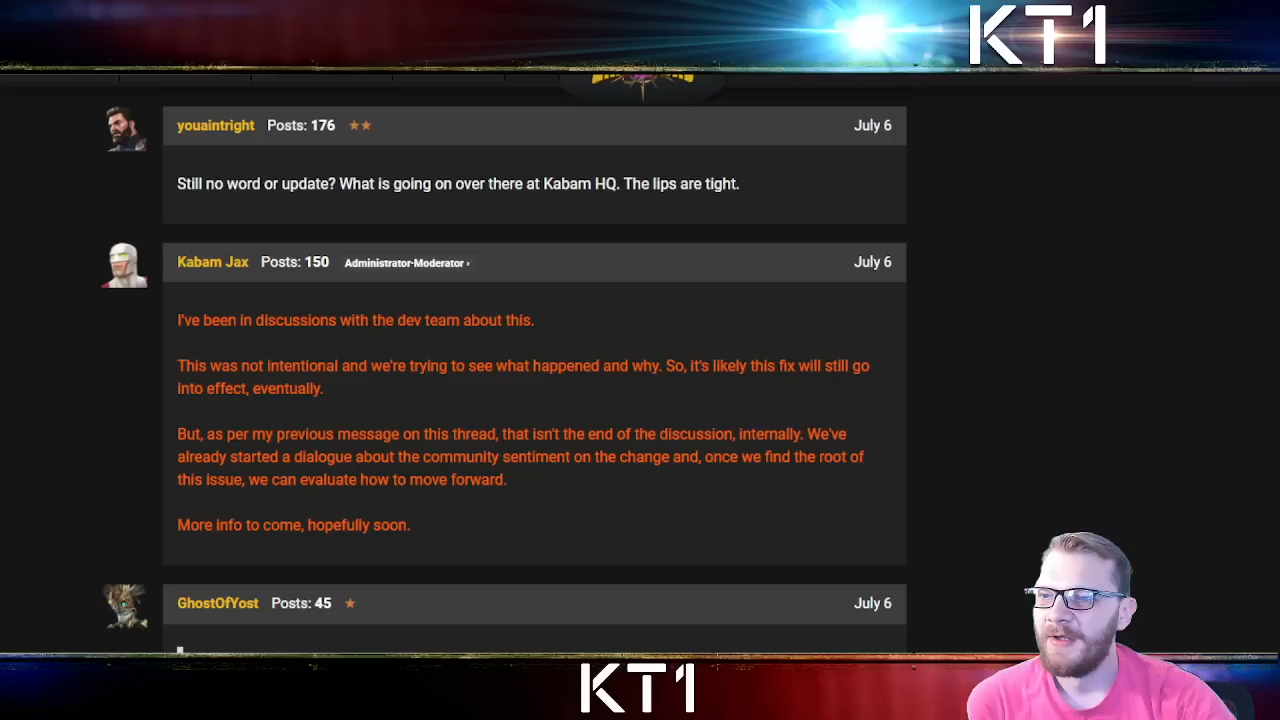 KT1
youaintright Posts: 176 July 6
Still no word or update? What is going on over there at Kabam HQ. The lips are tight.
Kabam Jax Posts: 150 Administrator·Moderator › July 6
I've been in discussions with the dev team about this.
This was not intentional and we're trying to see what happened and why. So, it's likely this fix will still go
into effect, eventually.
But, as per my previous message on this thread, that isn't the end of the discussion, internally. We've
already started a dialogue about the community sentiment on the change and, once we find the root of
this issue, we can evaluate how to move forward.
More info to come, hopefully soon.
GhostOfYost Posts: 45 July 6
KT1